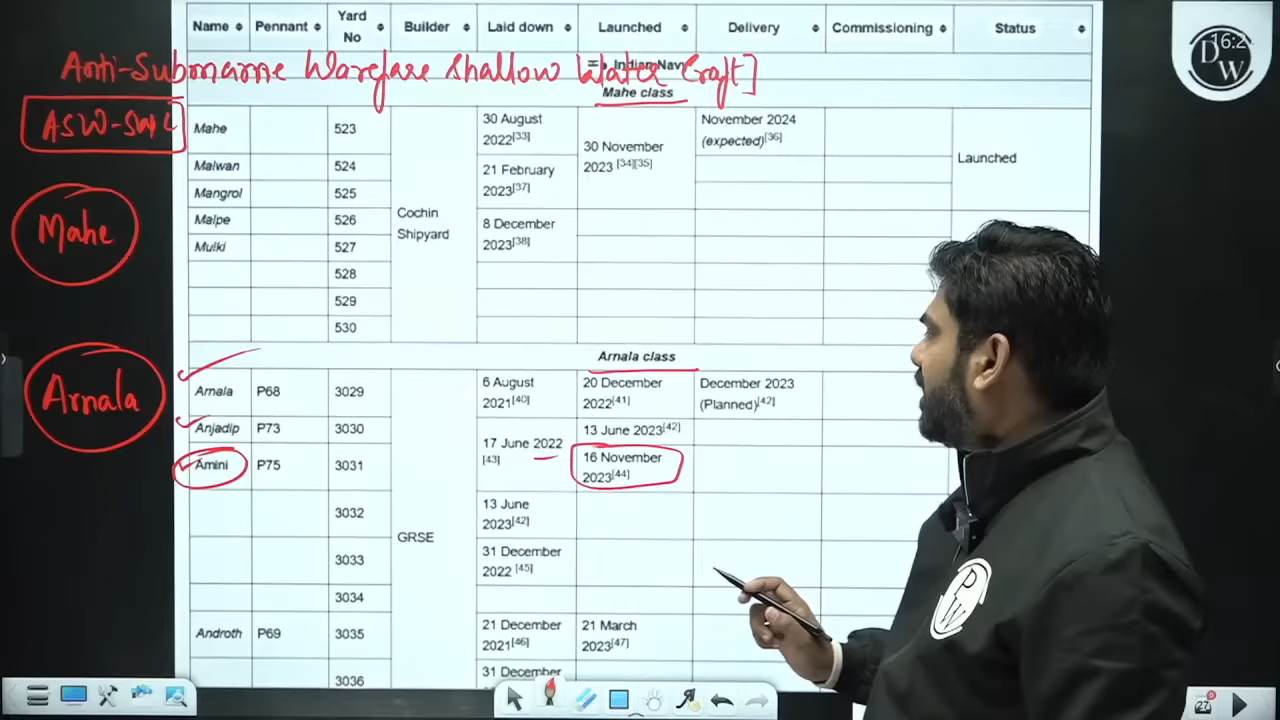 Name Pennant Yard No Builder Laid down Launched Delivery Commissioning Status
Anti-Submarine Warfare Shallow Water Craft]
Indian Navy
Mahe class
ASW-SWC
Mahe 523 Cochin Shipyard 30 August 2022[33] 30 November 2023 [34][35] November 2024 (expected)[36] Launched
Malwan 524 21 February 2023[37]
Mangrol 525
Malpe 526 8 December 2023[38]
Mulki 527
528
529
530
Mahe
Arnala class
Arnala
Arnala P68 3029 GRSE 6 August 2021[40] 20 December 2022[41] December 2023 (Planned)[42]
Anjadip P73 3030 17 June 2022 [43] 13 June 2023[42]
Amini P75 3031 16 November 2023[44]
3032 13 June 2023[42]
3033 31 December 2022 [45]
3034
Androth P69 3035 21 December 2021[46] 21 March 2023[47]
3036 31 December
16:2
D
W
P
W
27